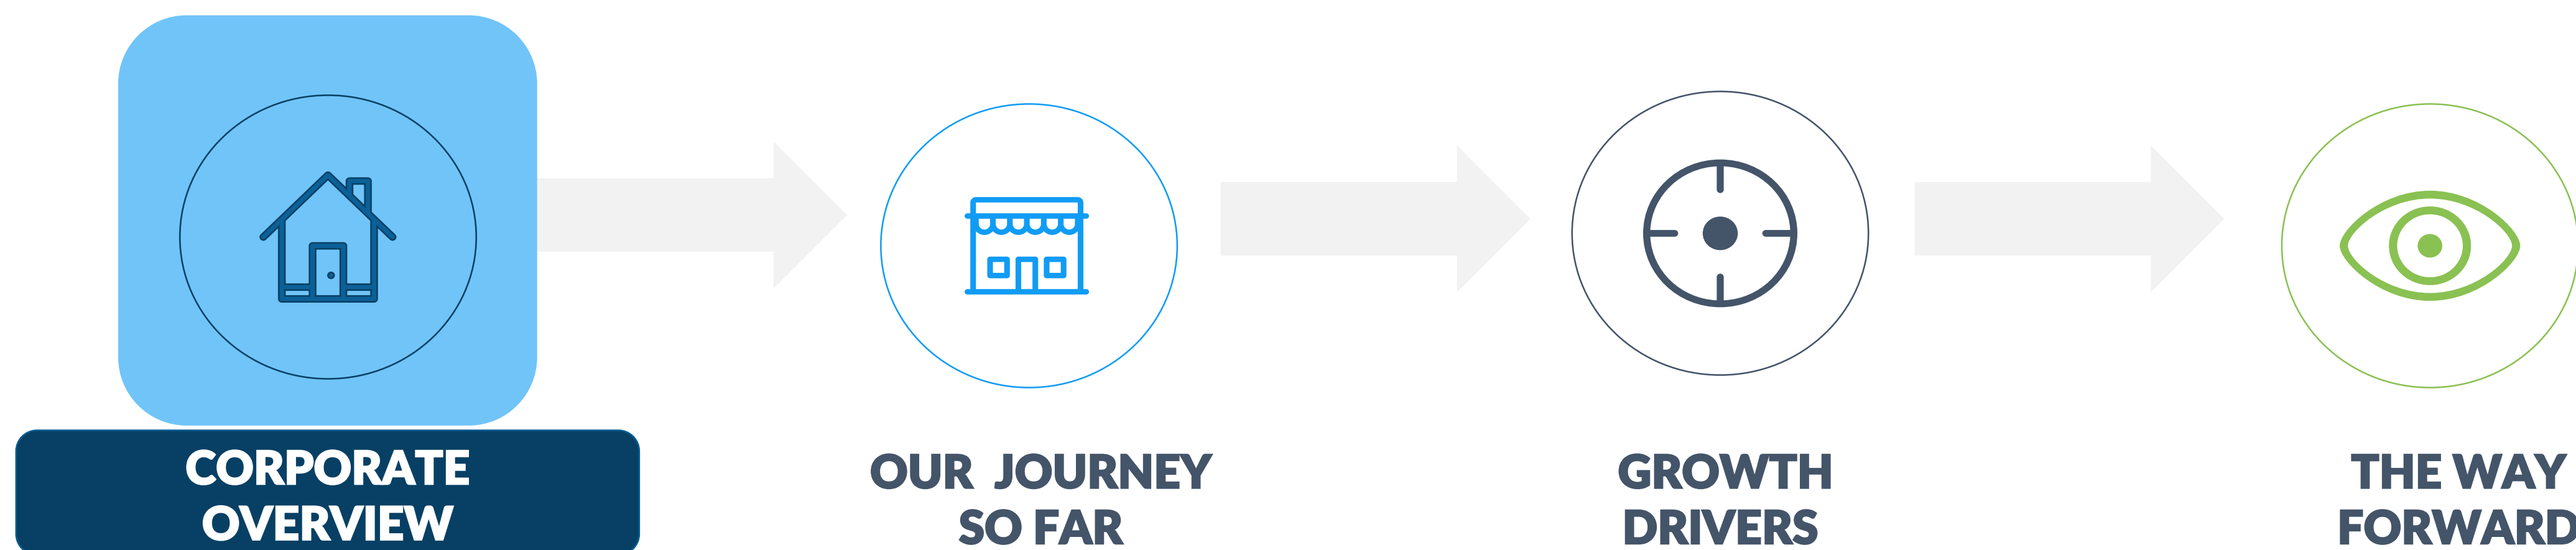 CORPORATE
OVERVIEW
OUR JOURNEY
SO FAR
GROWTH
DRIVERS
THE WAY
FORWARD